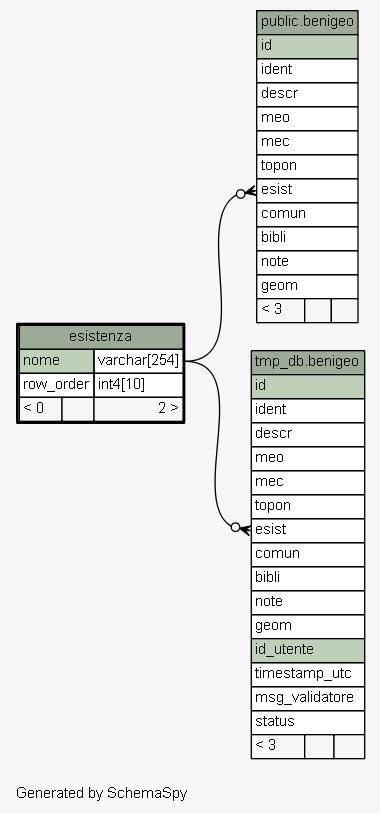 public.benigeo
id
ident
descr
meo
mec
topon
esist
comun
bibli
note
geom
< 3
esistenza
nome varchar[254]
row_order int4[10]
< 0 2 >
tmp_db.benigeo
id
ident
descr
meo
mec
topon
esist
comun
bibli
note
geom
id_utente
timestamp_utc
msg_validatore
status
< 3
Generated by SchemaSpy